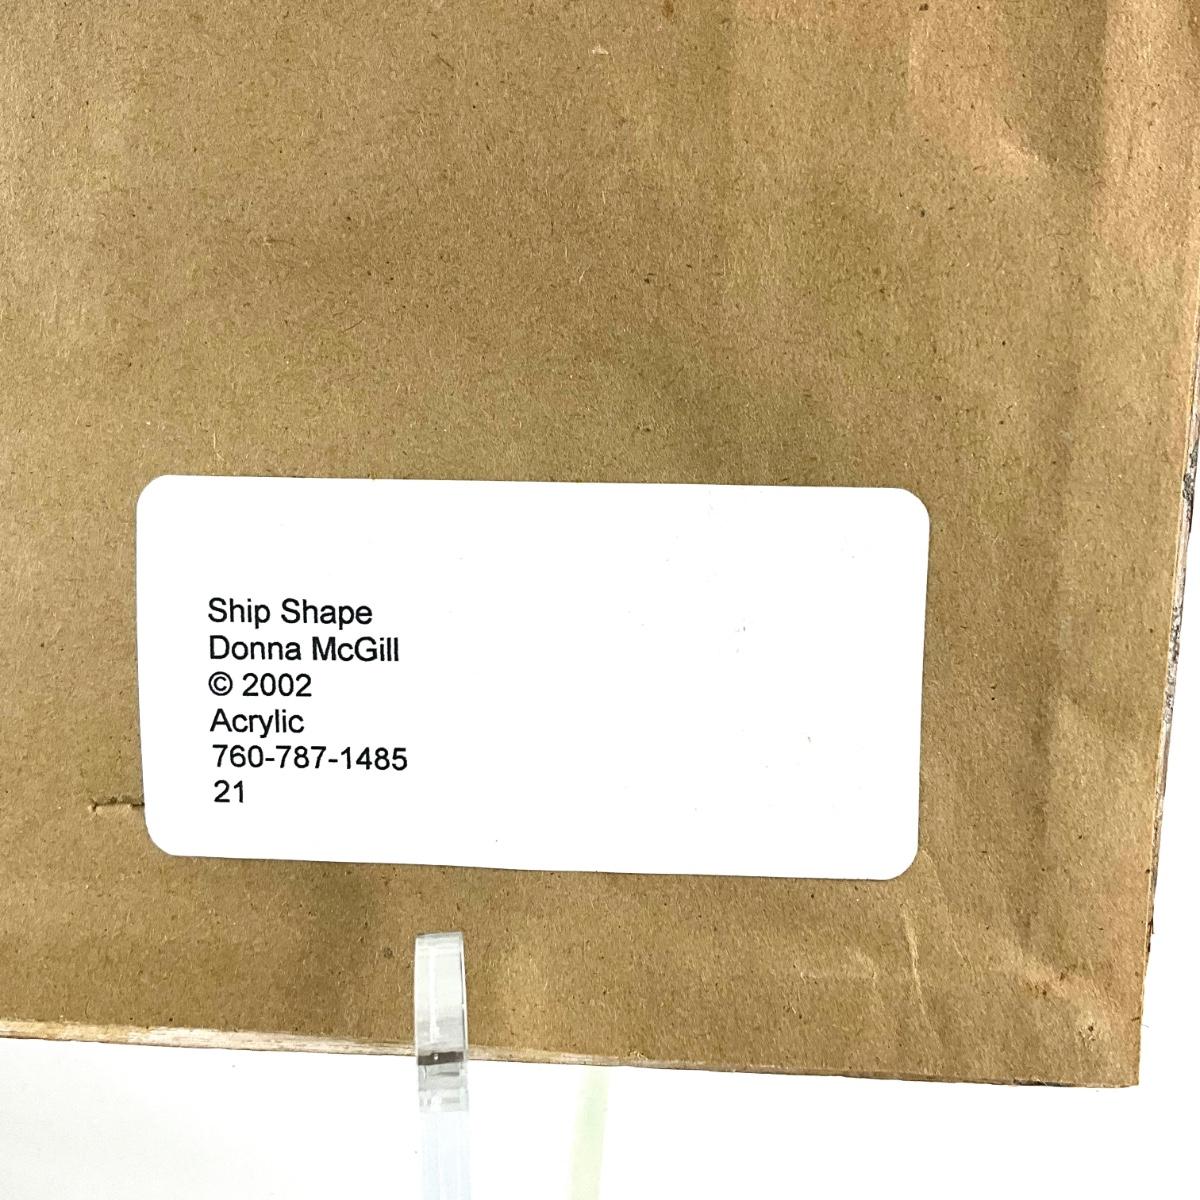 Ship Shape
Donna McGill
© 2002
Acrylic
760-787-1485
21